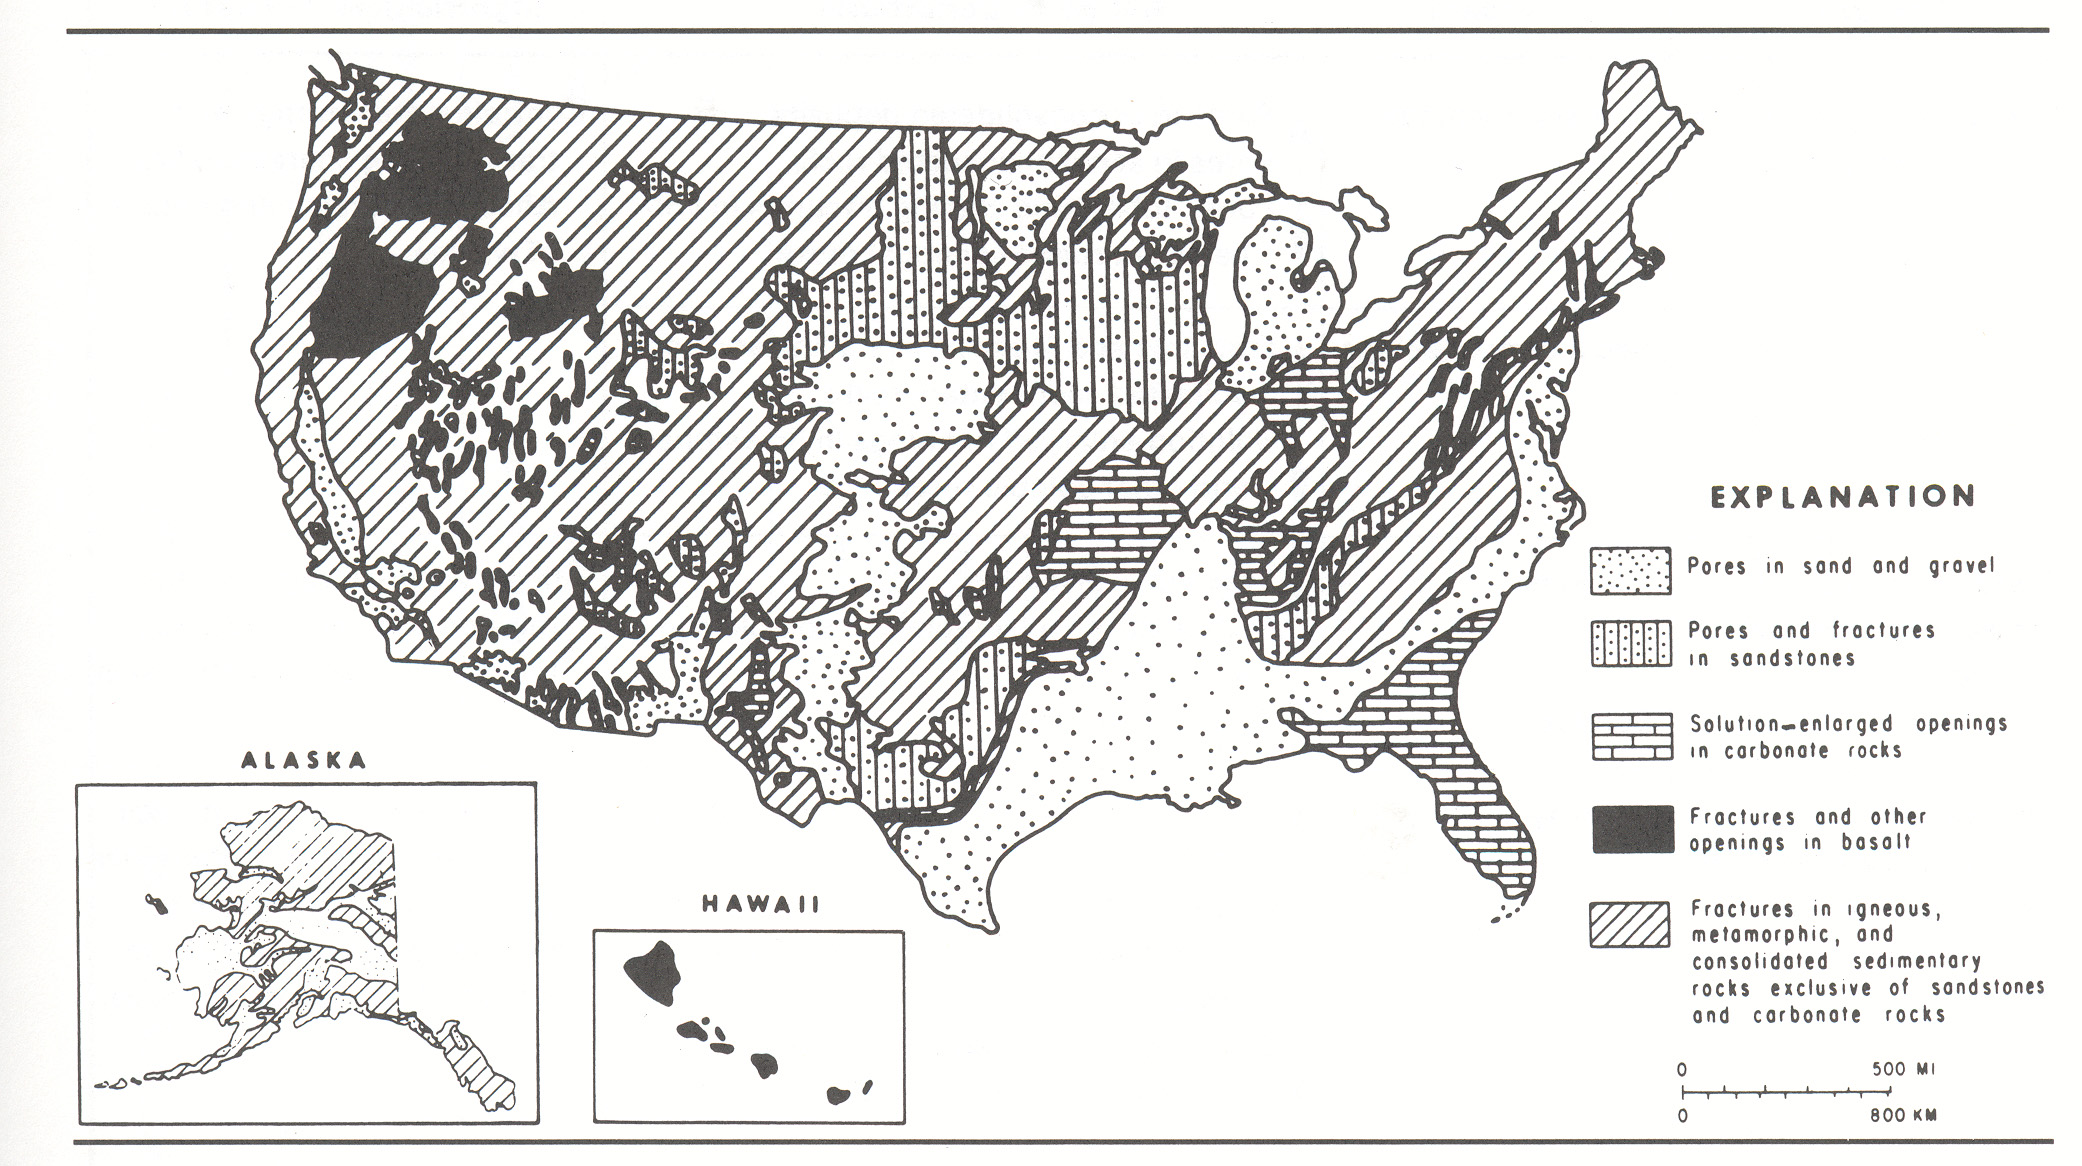 EXPLANATION
Pores in sand and gravel
Pores and fractures
in sandstones
Solution-enlarged openings
in carbonate rocks
Fractures and other
openings in basalt
Fractures in igneous,
metamorphic, and
consolidated sedimentary
rocks exclusive of sandstones
and carbonate rocks
0 500 MI
0 800 KM
ALASKA
HAWAII